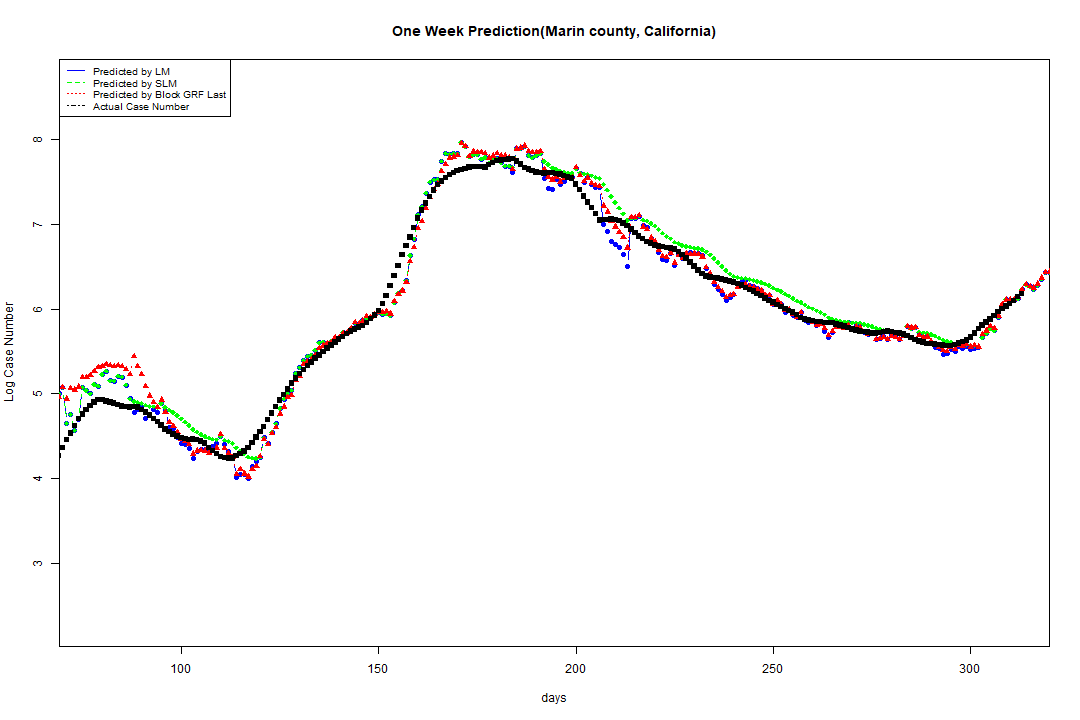 One Week Prediction(Marin county, California)
Predicted by LM
Predicted by SLM
Predicted by Block GRF Last
Actual Case Number
8
7
6
5
4
3
Log Case Number
100 150 200 250 300
days